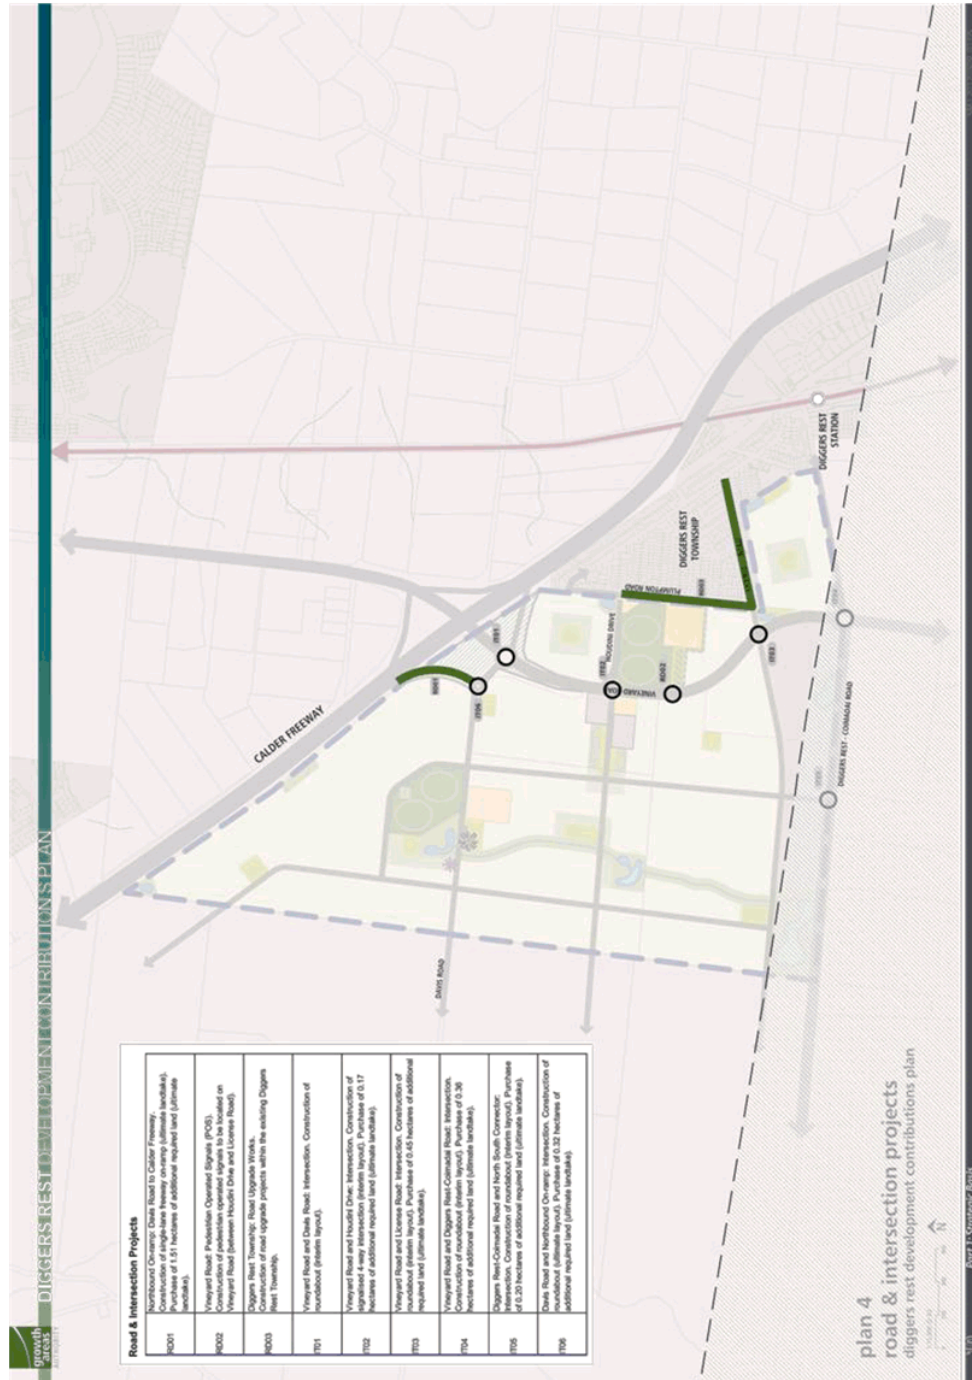 DIGGERS REST DEVELOPMENT CONTRIBUTIONS PLAN
growth
areas
AUTHORITY
Road & Intersection Projects
RD01
Northbound On-ramp: Davis Road to Calder Freeway.
Construction of single-lane freeway on-ramp (ultimate landtake).
Purchase of 1.51 hectares of additional required land (ultimate
landtake).
RD02
Vineyard Road: Pedestrian Operated Signals (POS).
Construction of pedestrian operated signals to be located on
Vineyard Road (between Houdini Drive and License Road).
RD03
Diggers Rest Township: Road Upgrade Works.
Construction of road upgrade projects within the existing Diggers
Rest Township.
IT01
Vineyard Road and Davis Road: Intersection. Construction of
roundabout (interim layout).
IT02
Vineyard Road and Houdini Drive: Intersection. Construction of
signalised 4-way intersection (interim layout). Purchase of 0.17
hectares of additional required land (ultimate landtake).
IT03
Vineyard Road and License Road: Intersection. Construction of
roundabout (interim layout). Purchase of 0.45 hectares of additional
required land (ultimate landtake).
IT04
Vineyard Road and Diggers Rest-Coimadai Road: Intersection.
Construction of roundabout (interim layout). Purchase of 0.36
hectares of additional required land (ultimate landtake).
IT05
Diggers Rest-Coimadai Road and North South Connector:
Intersection. Construction of roundabout (interim layout). Purchase
of 0.20 hectares of additional required land (ultimate landtake).
IT06
Davis Road and Northbound On-ramp: Intersection. Construction of
roundabout (ultimate layout). Purchase of 0.32 hectares of
additional required land (ultimate landtake).
CALDER FREEWAY
DAVIS ROAD
RD01
IT06
IT01
IT02
HOUDINI DRIVE
VINEYARD
RD02
PLUMPTON ROAD
RD03
DIGGERS REST
TOWNSHIP
IT03
IT04
IT05
DIGGERS REST - COIMADAI ROAD
DIGGERS REST
STATION
plan 4
road & intersection projects
diggers rest development contributions plan
N